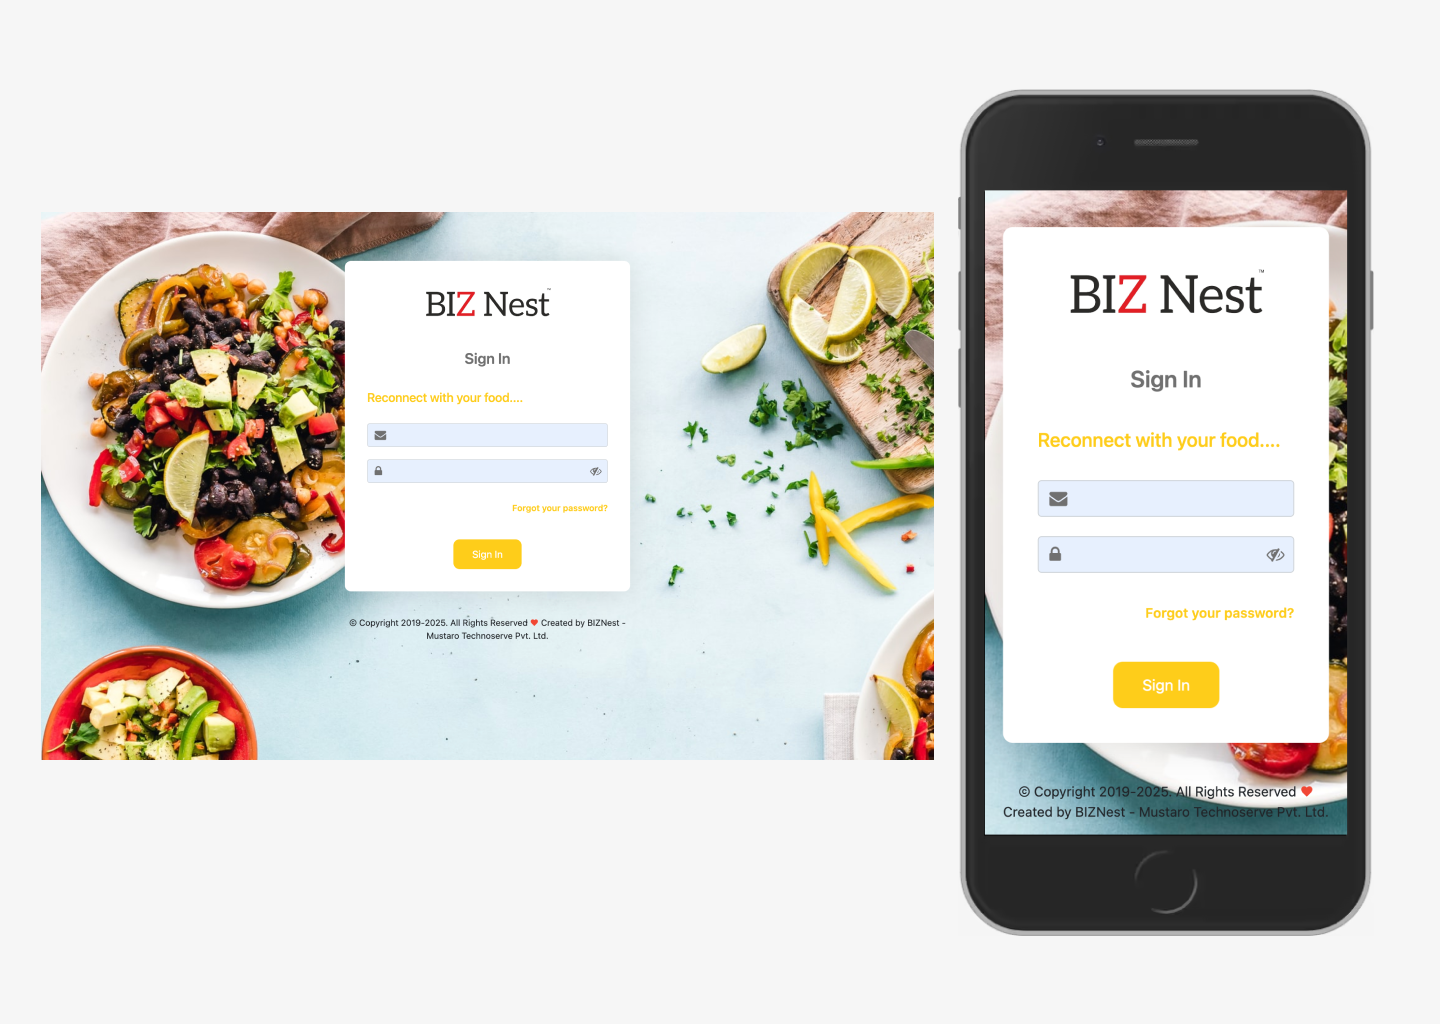 BIZ Nest™
Sign In
Reconnect with your food....
Forgot your password?
Sign In
© Copyright 2019-2025. All Rights Reserved ❤ Created by BIZNest -
Mustaro Technoserve Pvt. Ltd.
BIZ Nest™
Sign In
Reconnect with your food....
Forgot your password?
Sign In
© Copyright 2019-2025. All Rights Reserved ❤
Created by BIZNest - Mustaro Technoserve Pvt. Ltd.